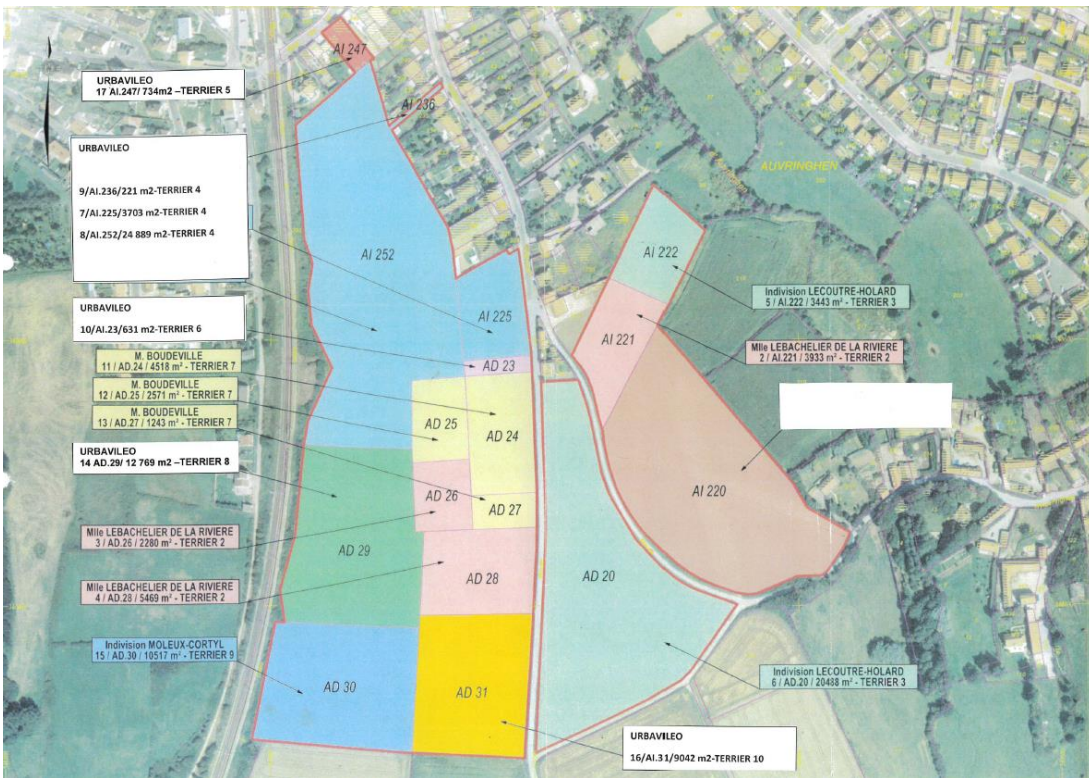 URBAVILEO
17 AI.247/ 734m2 –TERRIER 5
URBAVILEO
9/AI.236/221 m2-TERRIER 4
7/AI.225/3703 m2-TERRIER 4
8/AI.252/24 889 m2-TERRIER 4
URBAVILEO
10/AI.23/631 m2-TERRIER 6
M. BOUDEVILLE
11 / AD.24 / 4518 m² - TERRIER 7
M. BOUDEVILLE
12 / AD.25 / 2571 m² - TERRIER 7
M. BOUDEVILLE
13 / AD.27 / 1243 m² - TERRIER 7
URBAVILEO
14 AD.29/ 12 769 m2 –TERRIER 8
Mlle LEBACHELIER DE LA RIVIERE
3 / AD.26 / 2280 m² - TERRIER 2
Mlle LEBACHELIER DE LA RIVIERE
4 / AD.28 / 5469 m² - TERRIER 2
Indivision MOLEUX-CORTYL
15 / AD.30 / 10517 m² - TERRIER 9
AI 247
AI 236
AI 252
AI 225
AD 23
AD 25
AD 24
AD 26
AD 27
AD 29
AD 28
AD 30
AD 31
AI 222
AI 221
AI 220
AD 20
AUVRINGHEN
Indivision LECOUTRE-HOLARD
5 / AI.222 / 3443 m² - TERRIER 3
Mlle LEBACHELIER DE LA RIVIERE
2 / AI.221 / 3933 m² - TERRIER 2
Indivision LECOUTRE-HOLARD
6 / AD.20 / 20488 m² - TERRIER 3
URBAVILEO
16/AI.31/9042 m2-TERRIER 10